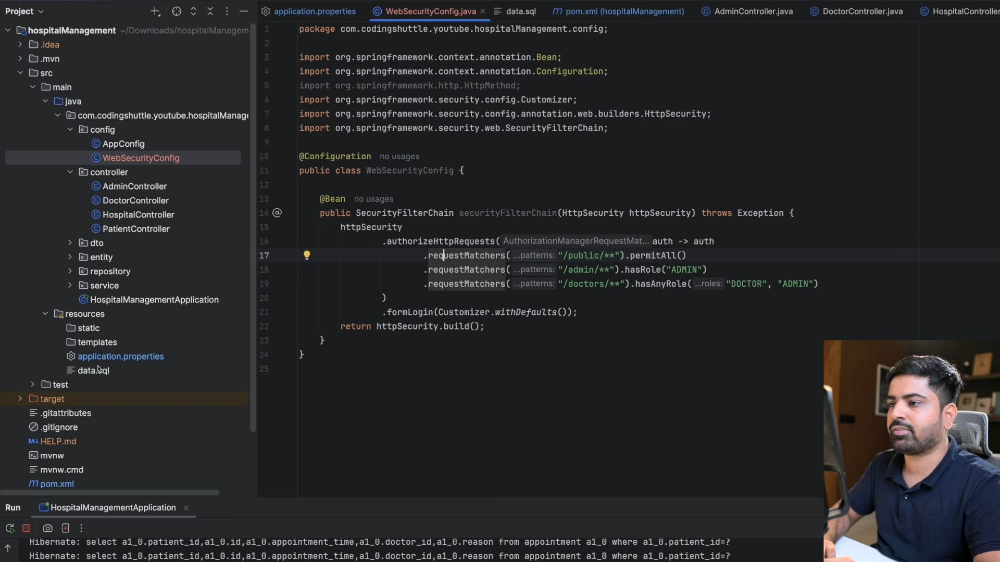 Project
application.properties
WebSecurityConfig.java
data.sql
pom.xml (hospitalManagement)
AdminController.java
DoctorController.java
HospitalController
hospitalManagement ~/Downloads/hospitalManagem
.idea
.mvn
src
main
java
com.codingshuttle.youtube.hospitalManage
config
AppConfig
WebSecurityConfig
controller
AdminController
DoctorController
HospitalController
PatientController
dto
entity
repository
service
HospitalManagementApplication
resources
static
templates
application.properties
data.sql
test
target
.gitattributes
.gitignore
M↓ HELP.md
mvnw
mvnw.cmd
m pom.xml
1 package com.codingshuttle.youtube.hospitalManagement.config;
2
3 import org.springframework.context.annotation.Bean;
4 import org.springframework.context.annotation.Configuration;
5 import org.springframework.http.HttpMethod;
6 import org.springframework.security.config.Customizer;
7 import org.springframework.security.config.annotation.web.builders.HttpSecurity;
8 import org.springframework.security.web.SecurityFilterChain;
9
10 @Configuration no usages
11 public class WebSecurityConfig {
12
13 @Bean no usages
14 public SecurityFilterChain securityFilterChain(HttpSecurity httpSecurity) throws Exception {
15 httpSecurity
16 .authorizeHttpRequests( AuthorizationManagerRequestMat... auth -> auth
17 .requestMatchers( ...patterns: "/public/**").permitAll()
18 .requestMatchers( ...patterns: "/admin/**").hasRole("ADMIN")
19 .requestMatchers( ...patterns: "/doctors/**").hasAnyRole( ...roles: "DOCTOR", "ADMIN")
20 )
21 .formLogin(Customizer.withDefaults());
22 return httpSecurity.build();
23 }
24 }
25
Run HospitalManagementApplication
Hibernate: select a1_0.patient_id,a1_0.id,a1_0.appointment_time,a1_0.doctor_id,a1_0.reason from appointment a1_0 where a1_0.patient_id=?
Hibernate: select a1_0.patient_id,a1_0.id,a1_0.appointment_time,a1_0.doctor_id,a1_0.reason from appointment a1_0 where a1_0.patient_id=?